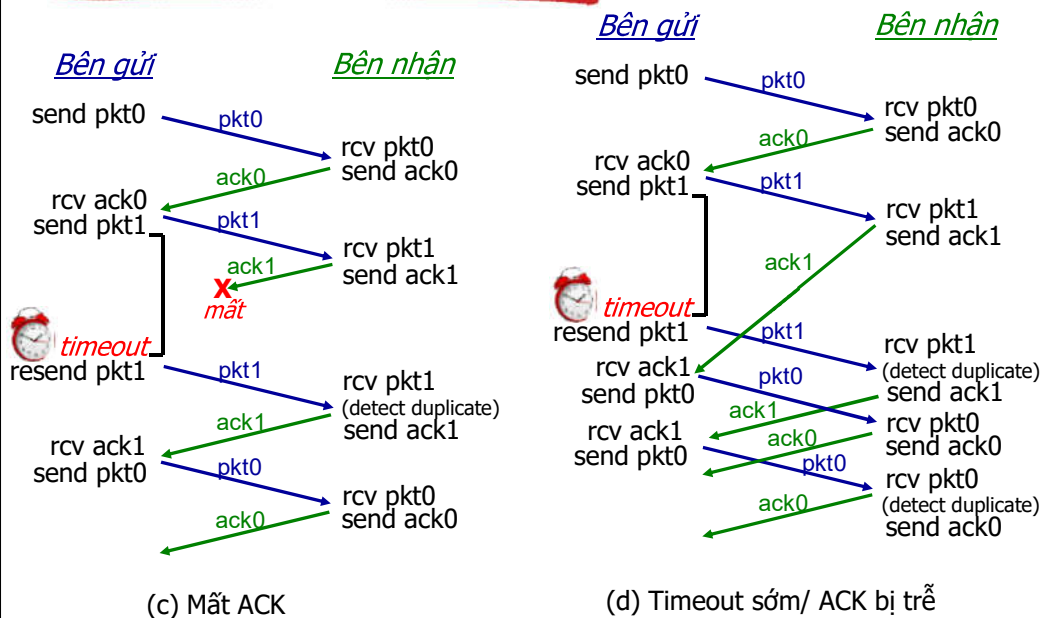 Bên gửi
Bên nhận
send pkt0
pkt0
rcv pkt0
send ack0
ack0
rcv ack0
send pkt1
pkt1
rcv pkt1
send ack1
ack1
X
mất
timeout
resend pkt1
pkt1
rcv pkt1
(detect duplicate)
send ack1
ack1
rcv ack1
send pkt0
pkt0
rcv pkt0
send ack0
ack0
(c) Mất ACK
Bên gửi
Bên nhận
send pkt0
pkt0
rcv pkt0
send ack0
ack0
rcv ack0
send pkt1
pkt1
rcv pkt1
send ack1
ack1
timeout
resend pkt1
pkt1
rcv pkt1
(detect duplicate)
send ack1
rcv ack1
send pkt0
pkt0
ack1
rcv pkt0
send ack0
rcv ack1
send pkt0
ack0
pkt0
rcv pkt0
(detect duplicate)
send ack0
ack0
(d) Timeout sớm/ ACK bị trễ